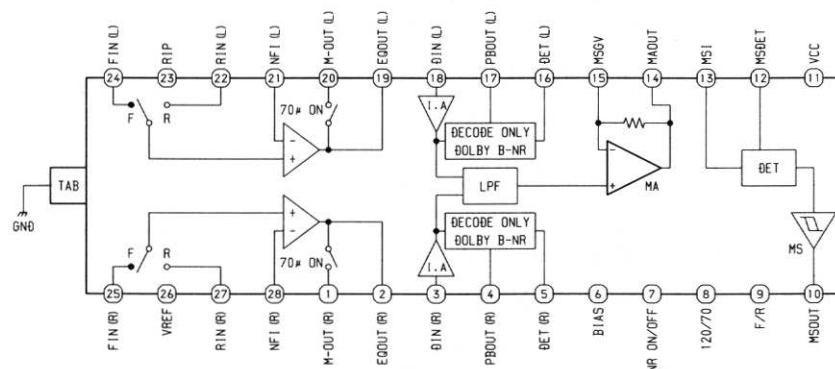 FIN(L)
RIP
RIN(L)
NFI(L)
M-OUT(L)
EQOUT(L)
DIN(L)
PBOUT(L)
DET(L)
MSGV
MAOUT
MSI
MSDET
VCC
24 23 22 21 20 19 18 17 16 15 14 13 12 11
F R
70μ ON
I.A
DECODE ONLY
DOLBY B-NR
-
+
-
+
LPF
MA
DET
TAB
GND
F R
70μ ON
+
-
DECODE ONLY
DOLBY B-NR
I.A
MS
25 26 27 28 1 2 3 4 5 6 7 8 9 10
FIN(R)
VREF
RIN(R)
NFI(R)
M-OUT(R)
EQOUT(R)
DIN(R)
PBOUT(R)
DET(R)
BIAS
NR ON/OFF
120/70
F/R
MSOUT